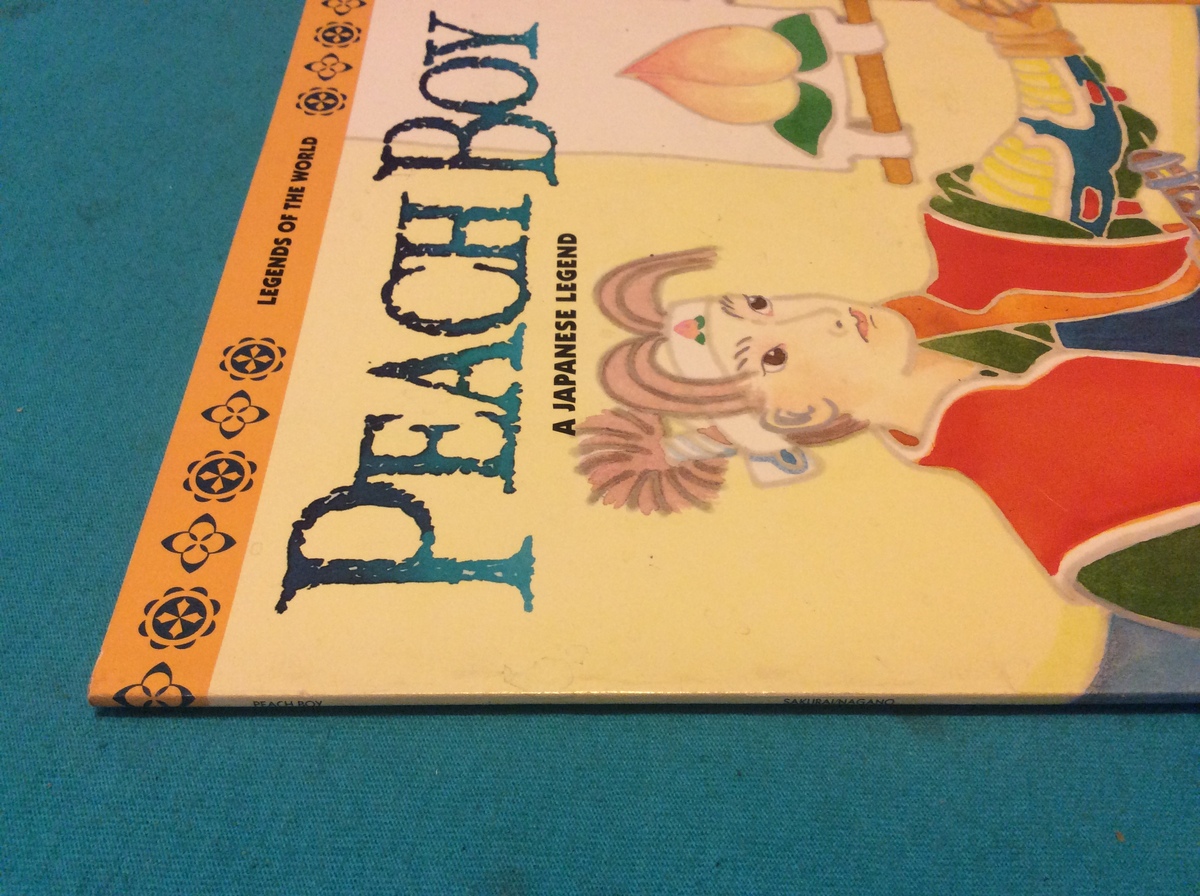 LEGENDS OF THE WORLD
PEACH BOY
A JAPANESE LEGEND
PEACH BOY
SAKURAI/NAGANO